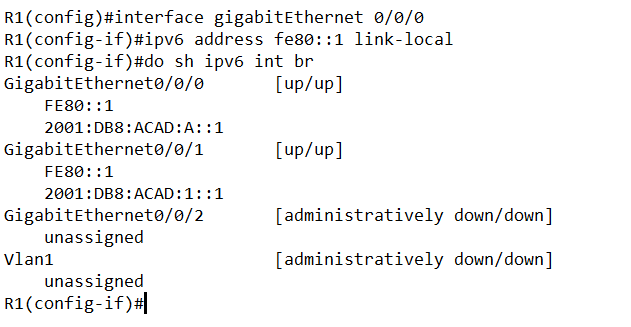 R1(config)#interface gigabitEthernet 0/0/0
R1(config-if)#ipv6 address fe80::1 link-local
R1(config-if)#do sh ipv6 int br
GigabitEthernet0/0/0 [up/up]
FE80::1
2001:DB8:ACAD:A::1
GigabitEthernet0/0/1 [up/up]
FE80::1
2001:DB8:ACAD:1::1
GigabitEthernet0/0/2 [administratively down/down]
unassigned
Vlan1 [administratively down/down]
unassigned
R1(config-if)#